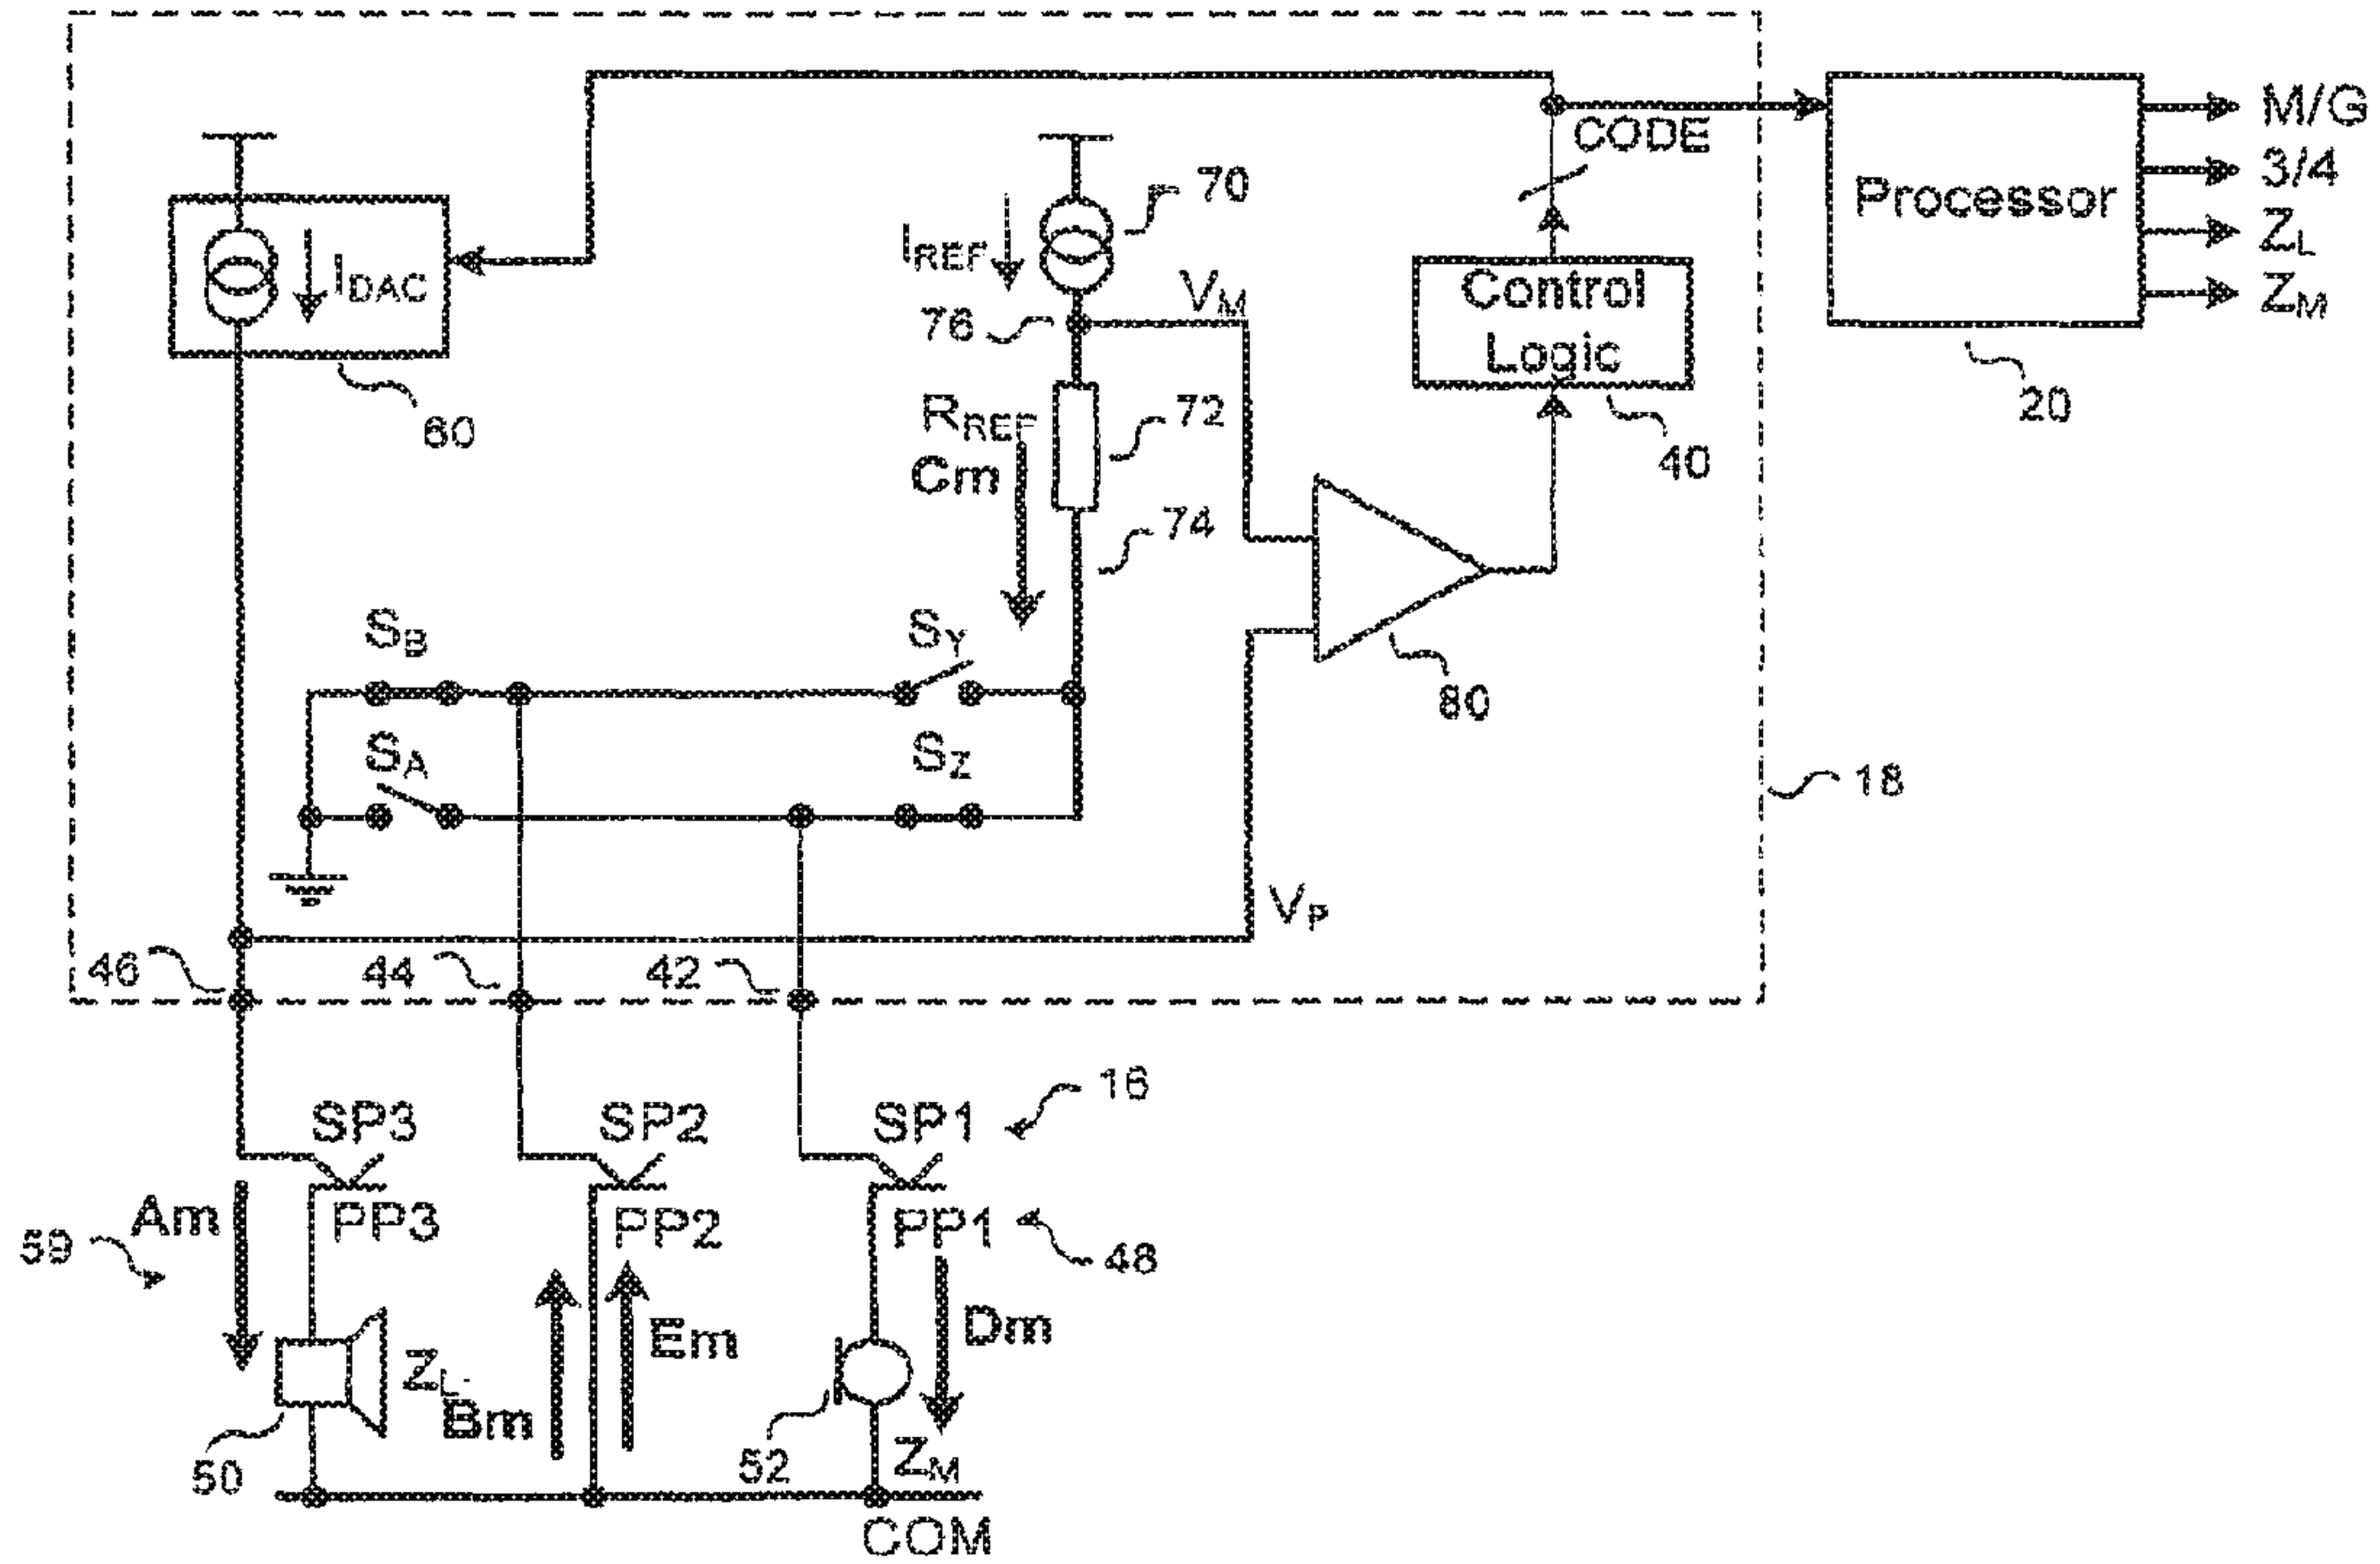 M/G
CODE
3/4
Processor
ZL
ZM
70
IREF
IDAC
VM
Control
Logic
76
20
60
RREF
72
Cm
40
74
SB
SY
80
SA
SZ
18
VP
46
44
42
16
SP3
SP2
SP1
Am
PP3
PP2
PP1
59
48
Em
Dm
ZL
Bm
50
52
ZM
COM